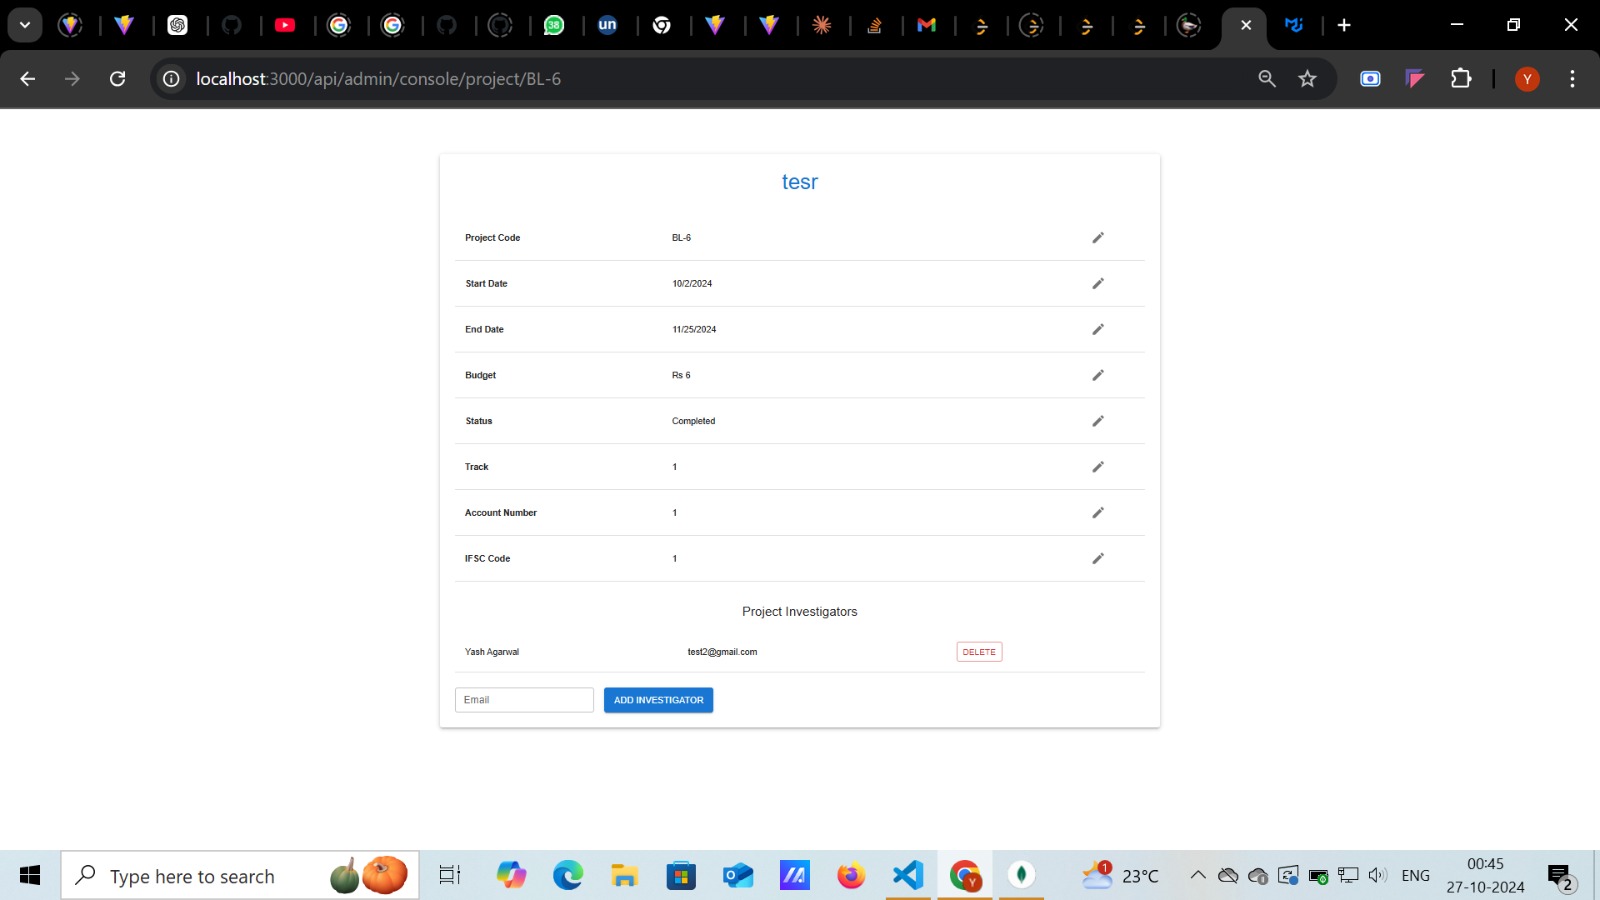 38
un
localhost:3000/api/admin/console/project/BL-6
Y
tesr
Project Code BL-6
Start Date 10/2/2024
End Date 11/25/2024
Budget Rs 6
Status Completed
Track 1
Account Number 1
IFSC Code 1
Project Investigators
Yash Agarwal test2@gmail.com DELETE
Email ADD INVESTIGATOR
Type here to search
Y
1
23°C
ENG
00:45
27-10-2024
2